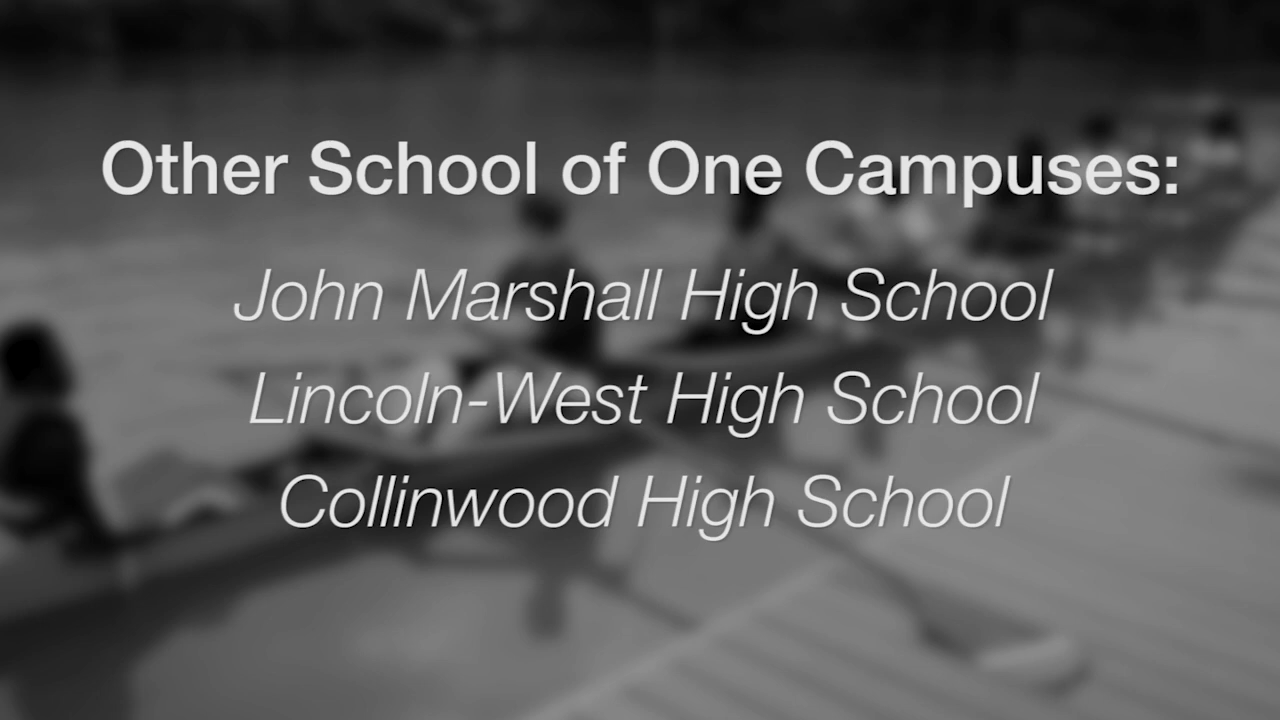 Other School of One Campuses:
John Marshall High School
Lincoln-West High School
Collinwood High School